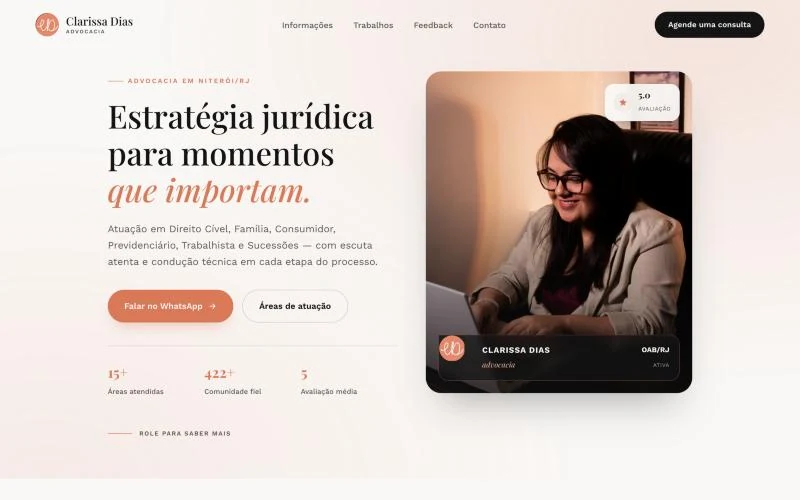 Clarissa Dias
ADVOCACIA
Informações
Trabalhos
Feedback
Contato
Agende uma consulta
ADVOCACIA EM NITERÓI/RJ
Estratégia jurídica
para momentos
que importam.
Atuação em Direito Cível, Família, Consumidor,
Previdenciário, Trabalhista e Sucessões — com escuta
atenta e condução técnica em cada etapa do processo.
Falar no WhatsApp →
Áreas de atuação
15+
Áreas atendidas
422+
Comunidade fiel
5
Avaliação média
ROLE PARA SABER MAIS
5.0
AVALIAÇÃO
CLARISSA DIAS
advocacia
OAB/RJ
ATIVA